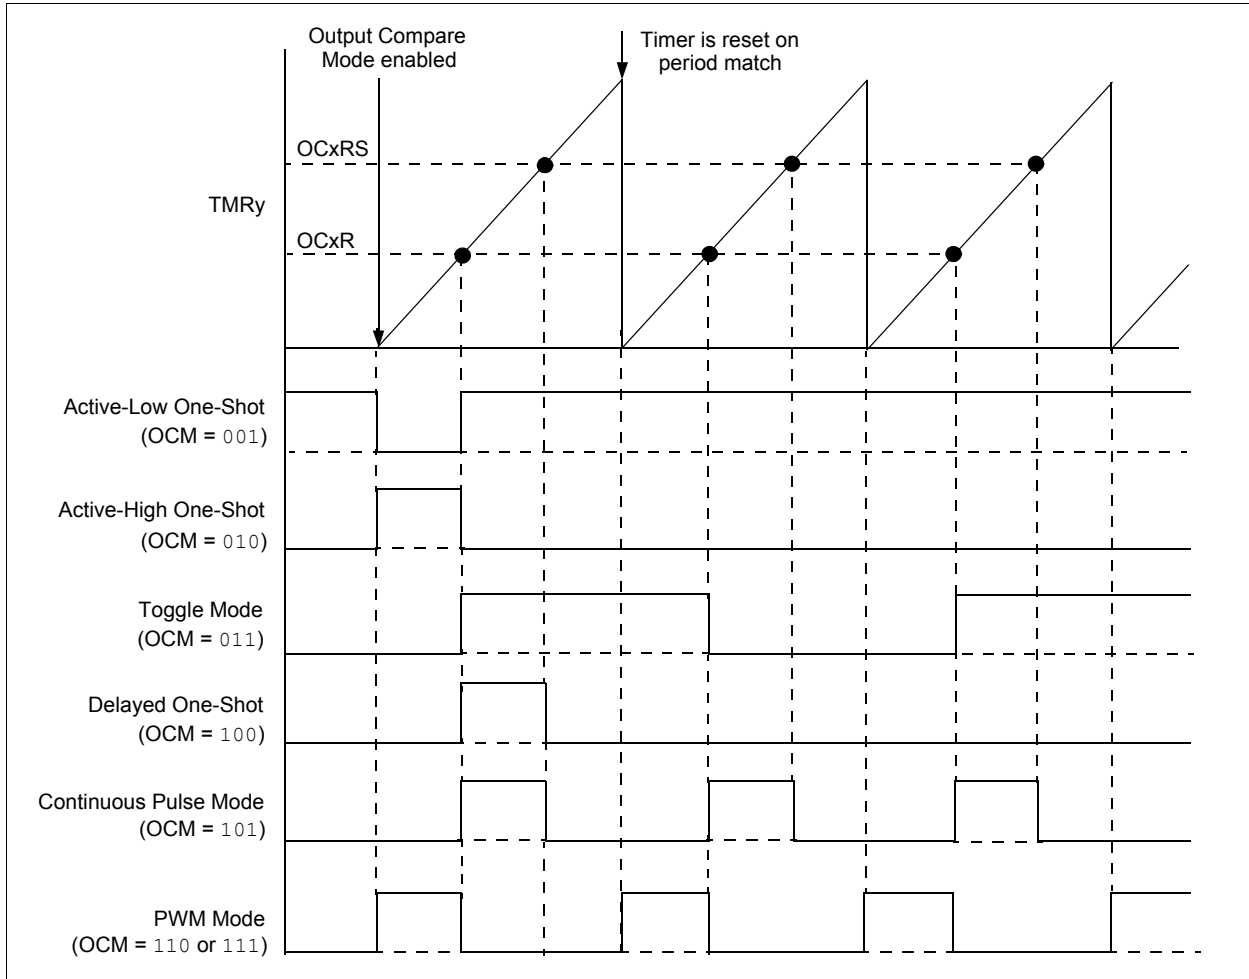 Output Compare
Mode enabled
Timer is reset on
period match
OCxRS
TMRy
OCxR
Active-Low One-Shot
(OCM = 001)
Active-High One-Shot
(OCM = 010)
Toggle Mode
(OCM = 011)
Delayed One-Shot
(OCM = 100)
Continuous Pulse Mode
(OCM = 101)
PWM Mode
(OCM = 110 or 111)